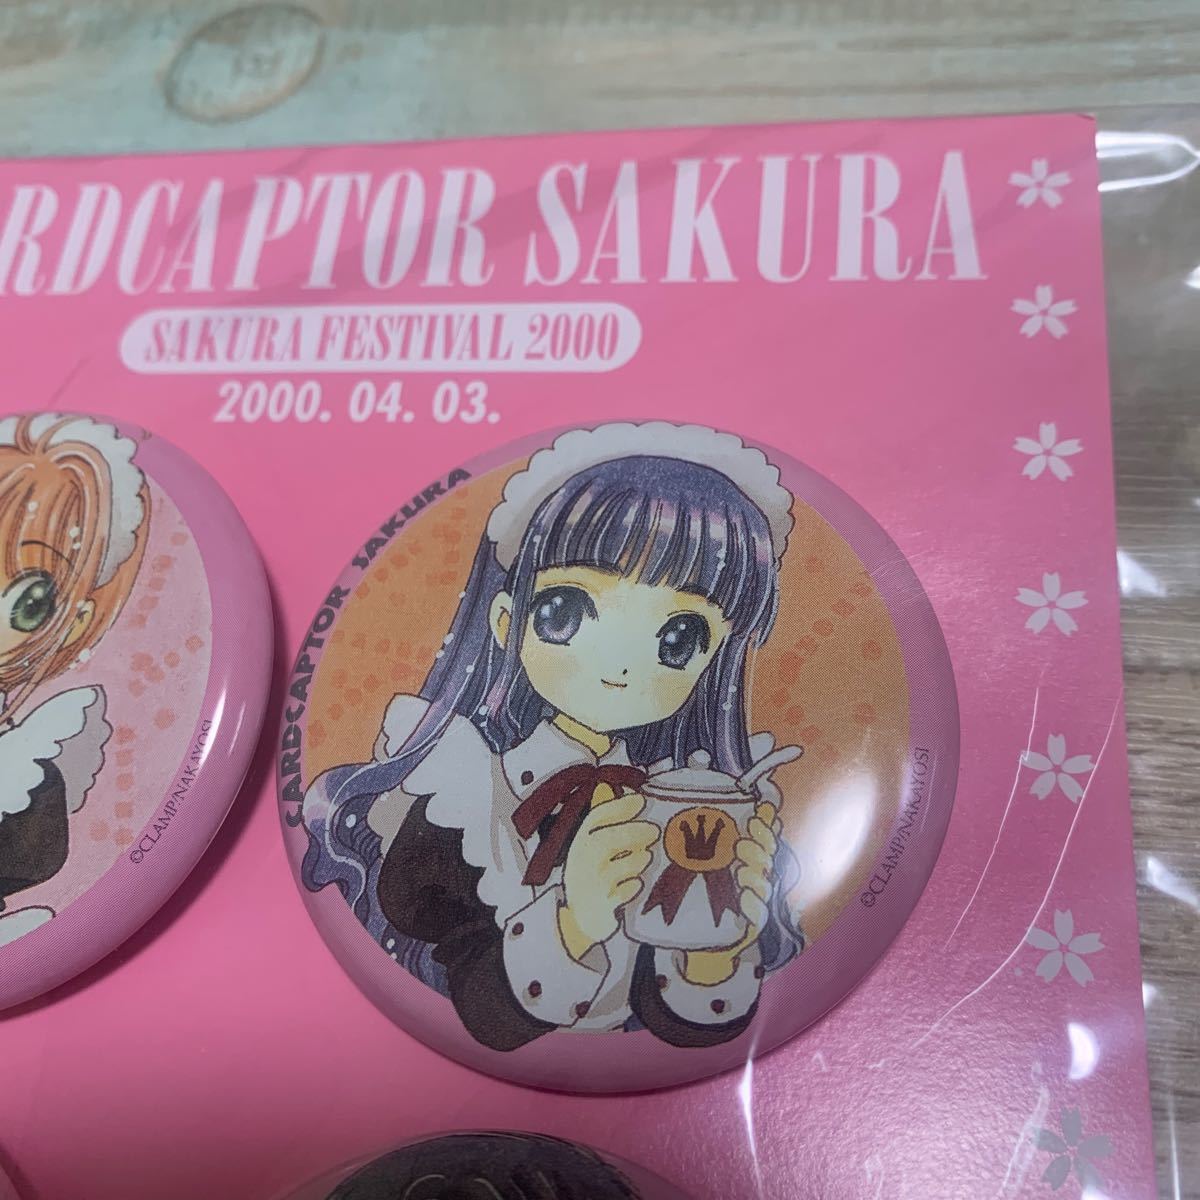 RDCAPTOR SAKURA
SAKURA FESTIVAL 2000
2000. 04. 03.
CARDCAPTOR SAKURA
©CLAMP/NAKAYOSI
©CLAMP/NAKAYOSI